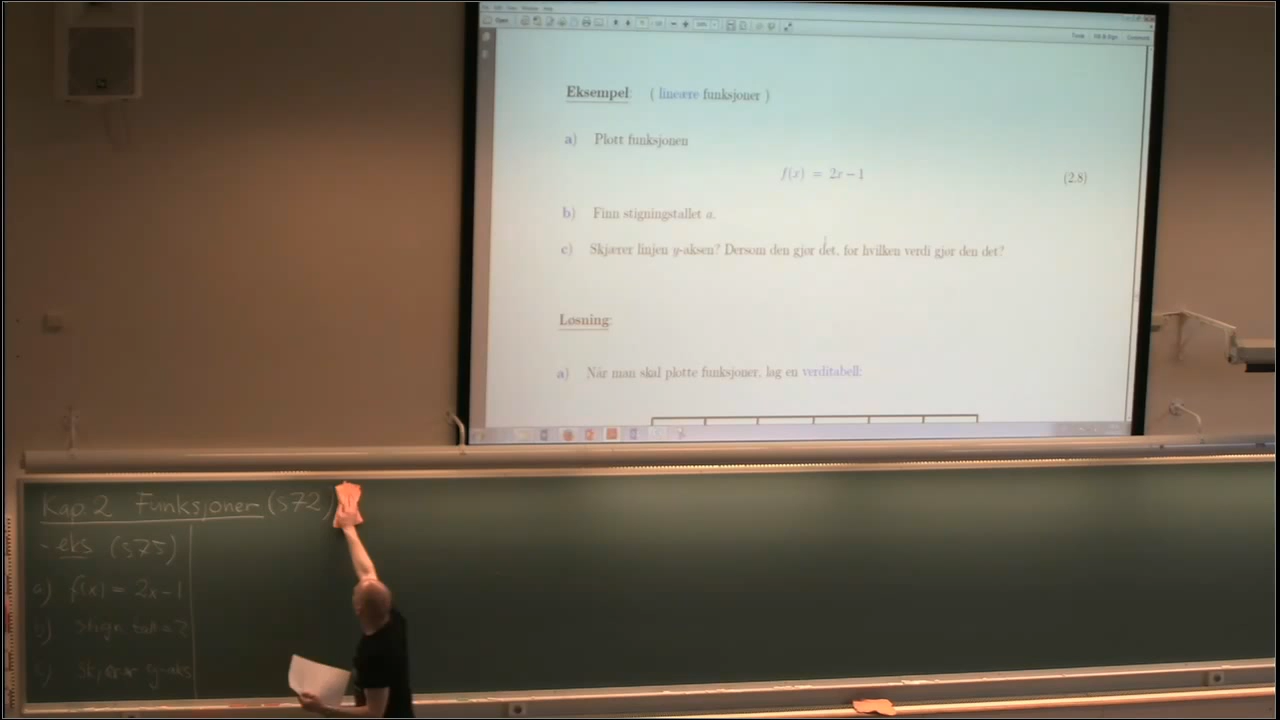 Eksempel: ( lineære funksjoner )
a) Plott funksjonen
f(x) = 2x − 1 (2.8)
b) Finn stigningstallet a.
c) Skjærer linjen y-aksen? Dersom den gjør det, for hvilken verdi gjør den det?
Løsning:
a) Når man skal plotte funksjoner, lag en verditabell:
Kap. 2 Funksjoner (s72)
- eks (s75)
a) f(x) = 2x-1
b) Stign. tall = ?
c) Skjærer y-aks